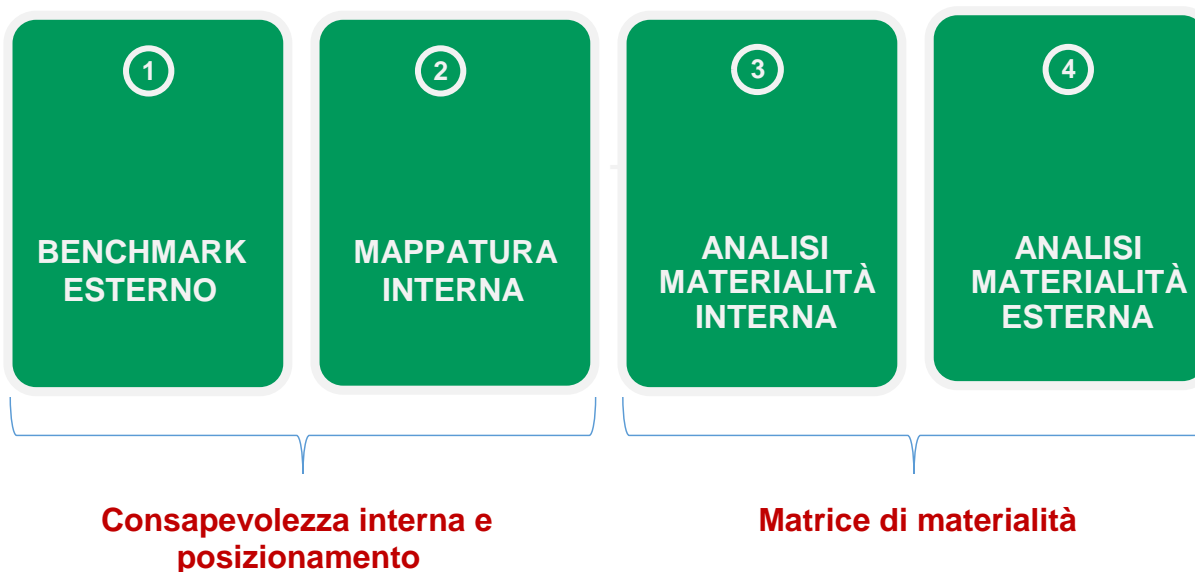 1
BENCHMARK
ESTERNO
2
MAPPATURA
INTERNA
3
ANALISI
MATERIALITÀ
INTERNA
4
ANALISI
MATERIALITÀ
ESTERNA
Consapevolezza interna e
posizionamento
Matrice di materialità